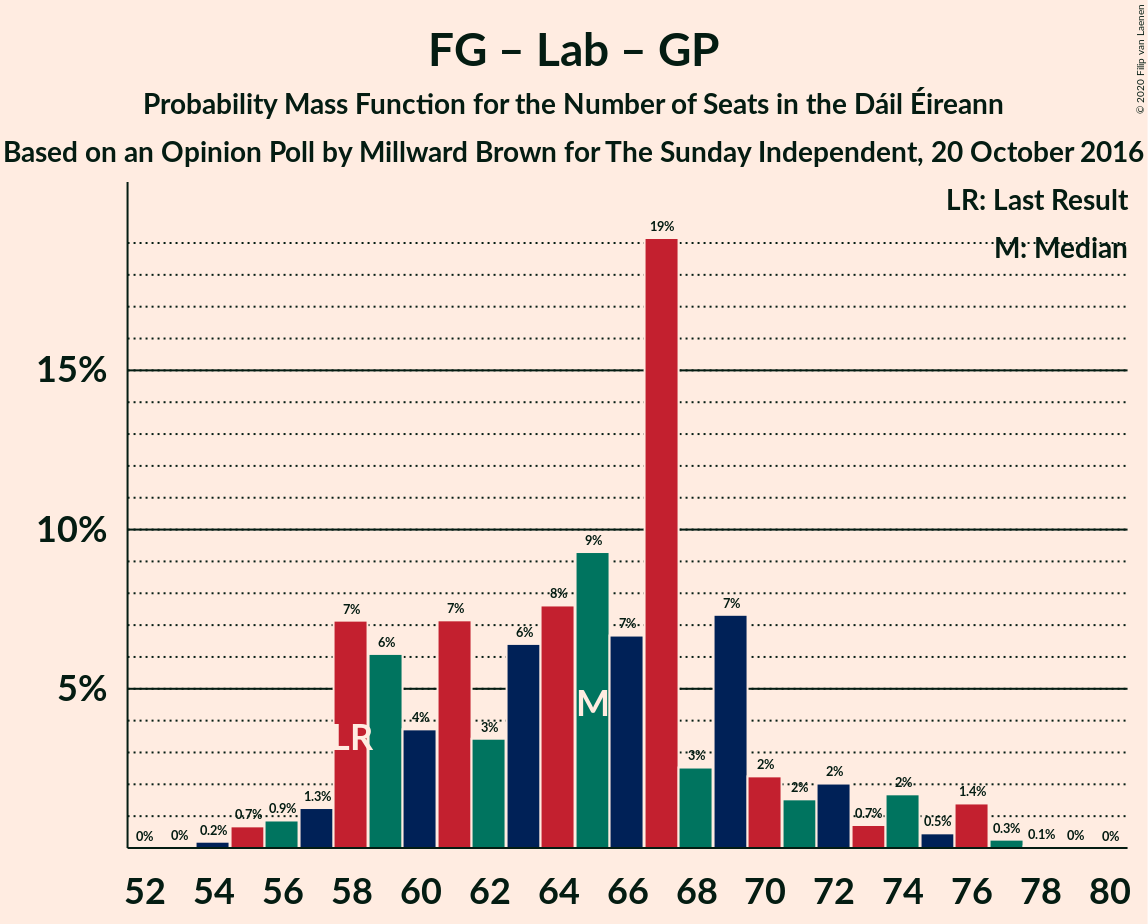 FG – Lab – GP
Probability Mass Function for the Number of Seats in the Dáil Éireann
Based on an Opinion Poll by Millward Brown for The Sunday Independent, 20 October 2016
© 2020 Filip van Laenen
LR: Last Result
M: Median
15%
10%
5%
0% 0% 0.2% 0.7% 0.9% 1.3% 7% 6% 4% 7% 3% 6% 8% 9% 7% 19% 3% 7% 2% 2% 2% 0.7% 2% 0.5% 1.4% 0.3% 0.1% 0% 0%
LR
M
52 54 56 58 60 62 64 66 68 70 72 74 76 78 80